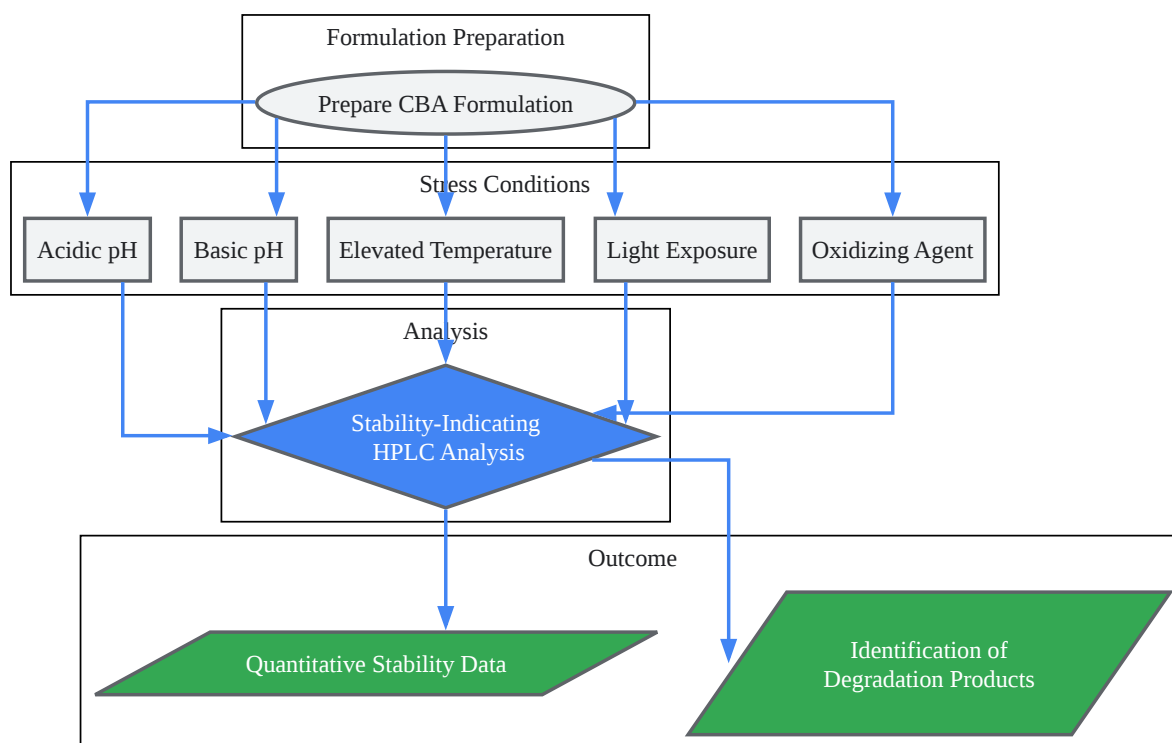 Formulation Preparation
Prepare CBA Formulation
Stress Conditions
Acidic pH
Basic pH
Elevated Temperature
Light Exposure
Oxidizing Agent
Analysis
Stability-Indicating
HPLC Analysis
Outcome
Quantitative Stability Data
Identification of
Degradation Products